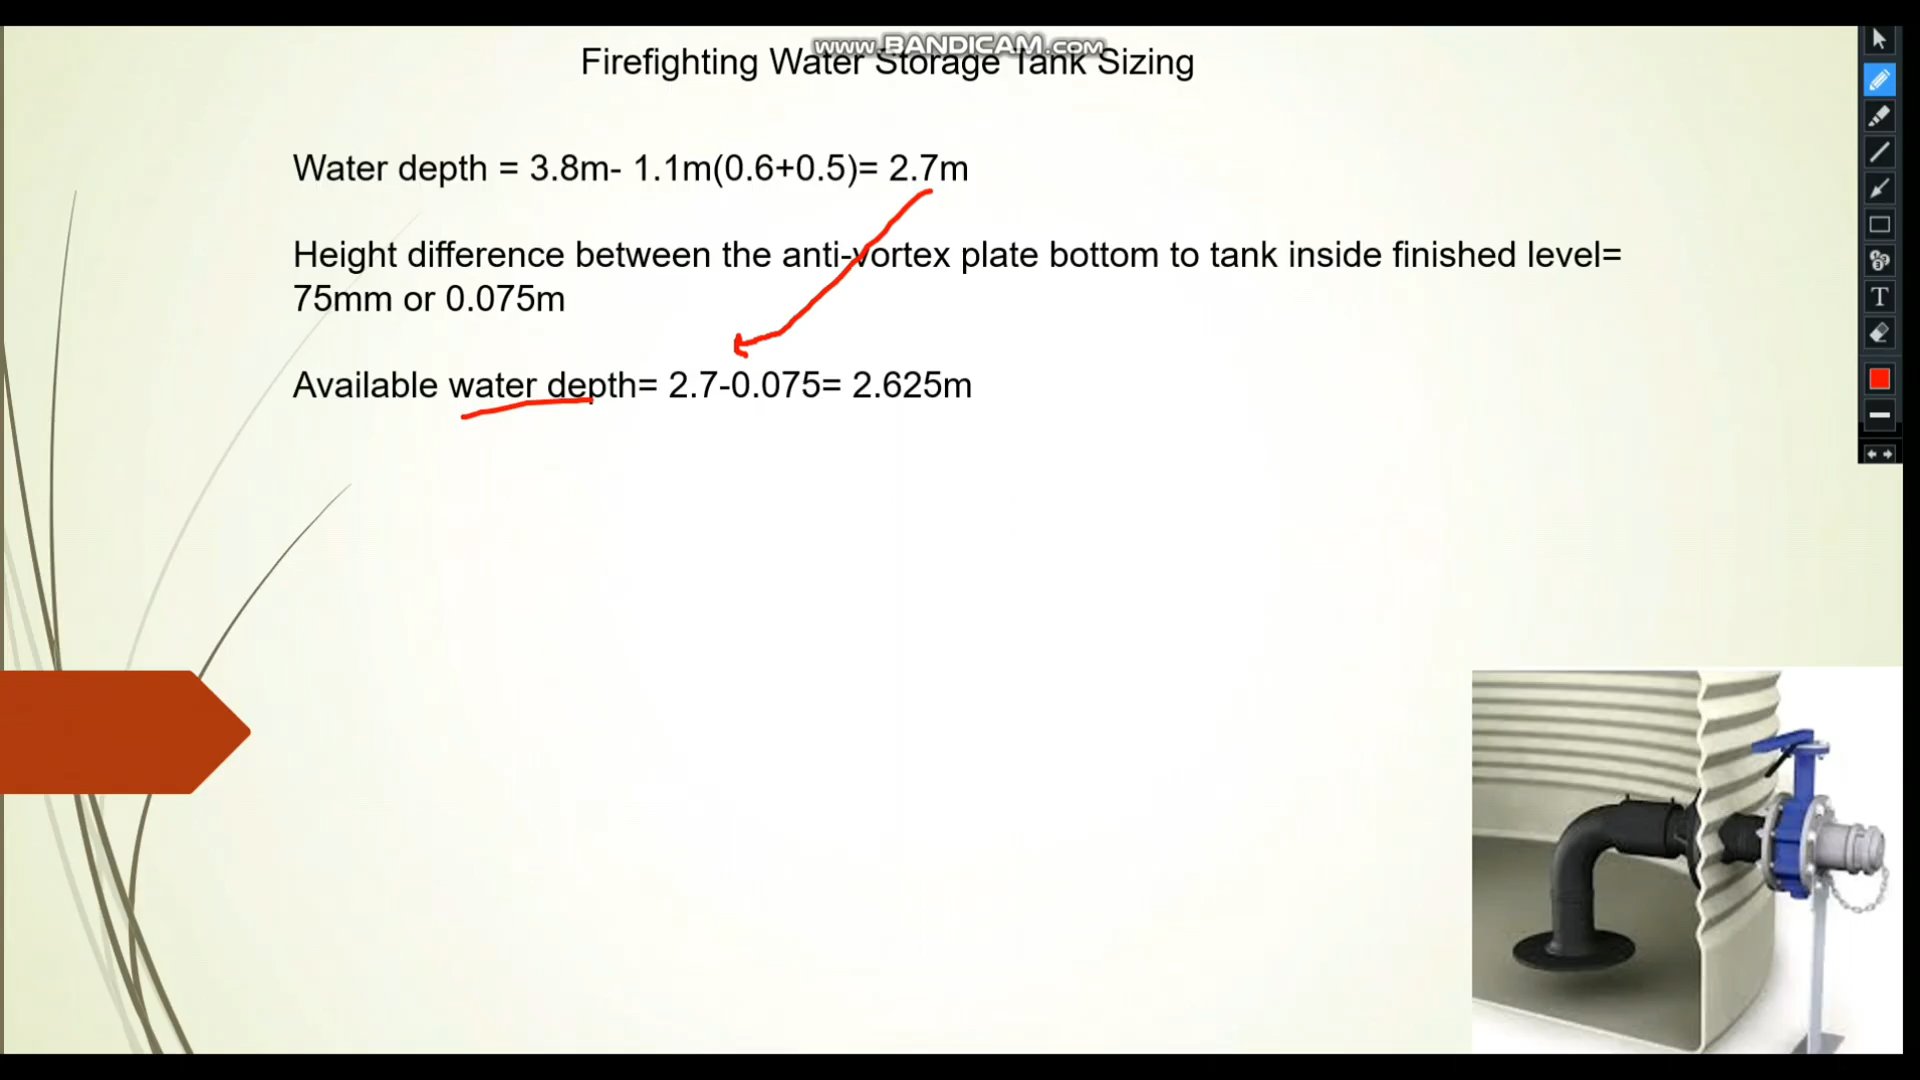 www.BANDICAM.com
Firefighting Water Storage Tank Sizing
Water depth = 3.8m- 1.1m(0.6+0.5)= 2.7m
Height difference between the anti-vortex plate bottom to tank inside finished level=
75mm or 0.075m
Available water depth= 2.7-0.075= 2.625m
T